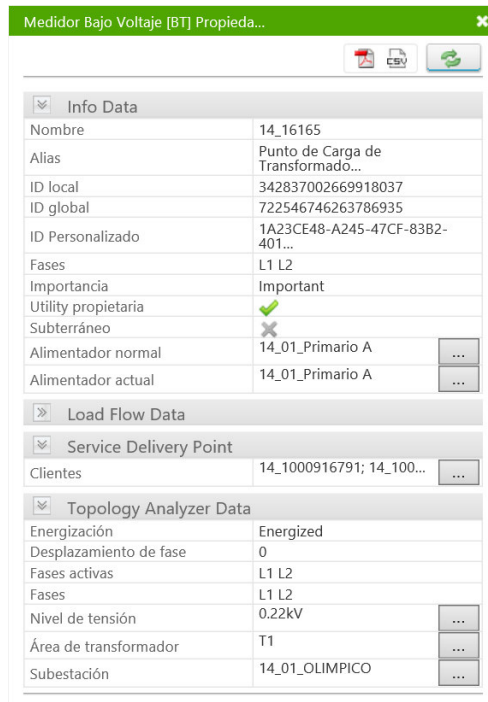 Medidor Bajo Voltaje [BT] Propieda...
CSV
Info Data
Nombre 14_16165
Alias Punto de Carga de
Transformado...
ID local 342837002669918037
ID global 722546746263786935
ID Personalizado 1A23CE48-A245-47CF-83B2-
401...
Fases L1 L2
Importancia Important
Utility propietaria
Subterráneo
Alimentador normal 14_01_Primario A ...
Alimentador actual 14_01_Primario A ...
Load Flow Data
Service Delivery Point
Clientes 14_1000916791; 14_100... ...
Topology Analyzer Data
Energización Energized
Desplazamiento de fase 0
Fases activas L1 L2
Fases L1 L2
Nivel de tensión 0.22kV ...
Área de transformador T1 ...
Subestación 14_01_OLIMPICO ...